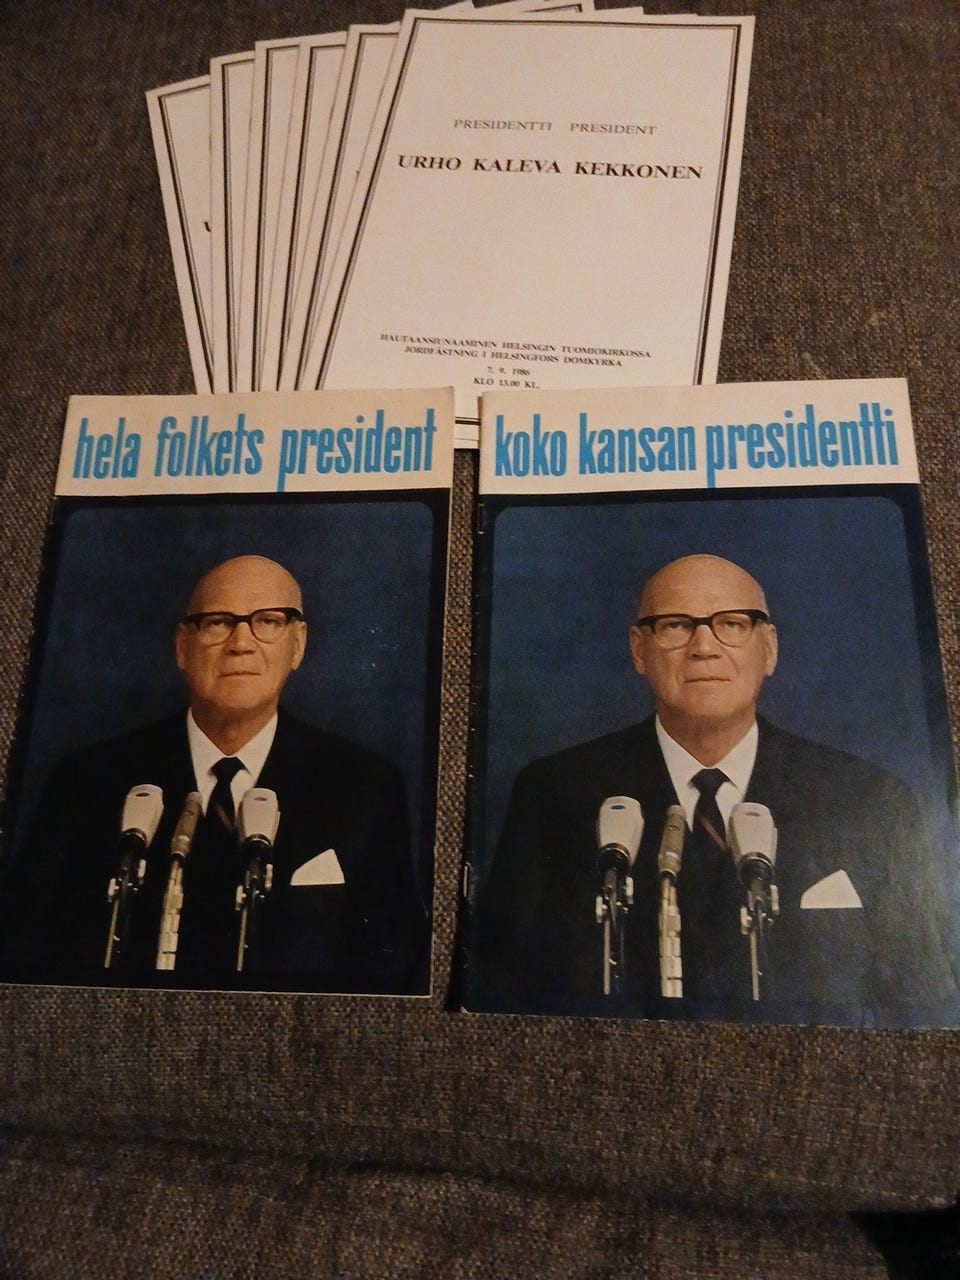 PRESIDENTTI PRESIDENT
URHO KALEVA KEKKONEN
HAUTAANSIUNAAMINEN HELSINGIN TUOMIOKIRKOSSA
JORDFÄSTNING I HELSINGFORS DOMKYRKA
7. 9. 1986
KLO 13.00 KL.
hela folkets president
koko kansan presidentti